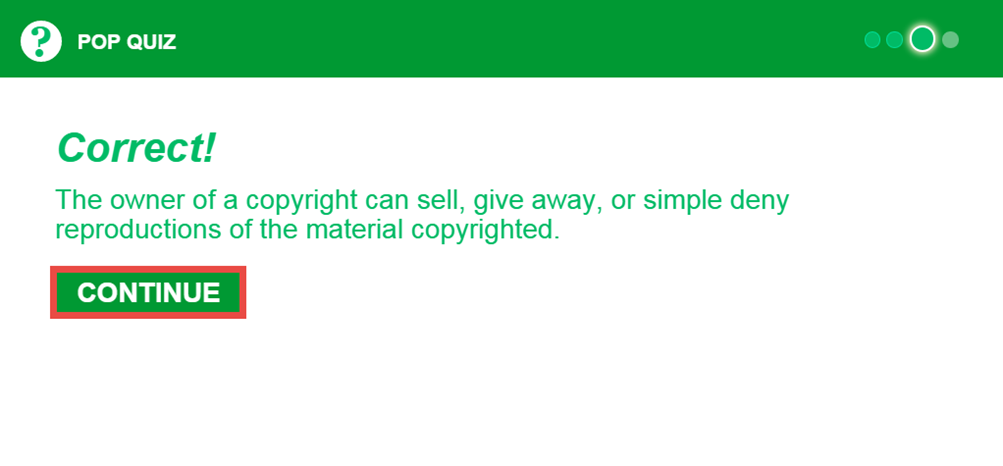 ?
POP QUIZ
Correct!
The owner of a copyright can sell, give away, or simple deny
reproductions of the material copyrighted.
CONTINUE